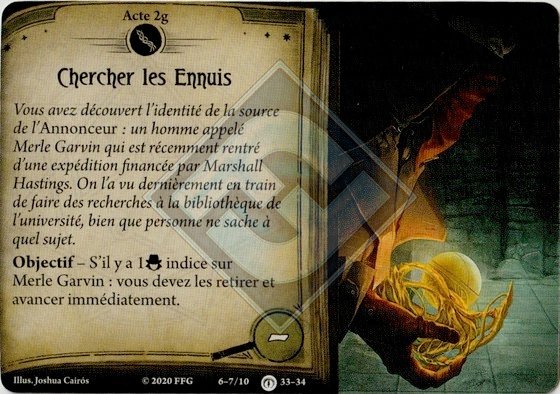 Acte 2g
Chercher les Ennuis
Vous avez découvert l'identité de la source
de l'Annonceur : un homme appelé
Merle Garvin qui est récemment rentré
d'une expédition financée par Marshall
Hastings. On l'a vu dernièrement en train
de faire des recherches à la bibliothèque de
l'université, bien que personne ne sache à
quel sujet.
Objectif – S'il y a 1 indice sur
Merle Garvin : vous devez les retirer et
avancer immédiatement.
–
Illus. Joshua Cairós © 2020 FFG 6-7/10 33-34